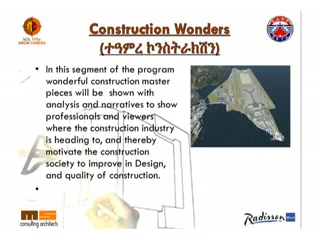 Construction Wonders
(ተዓምረ ኮንስትራክሽን)
• In this segment of the program
wonderful construction master
pieces will be shown with
analysis and narratives to show
professionals and viewers
where the construction industry
is heading to, and thereby
motivate the construction
society to improve in Design,
and quality of construction.
•
consulting architects
Radisson